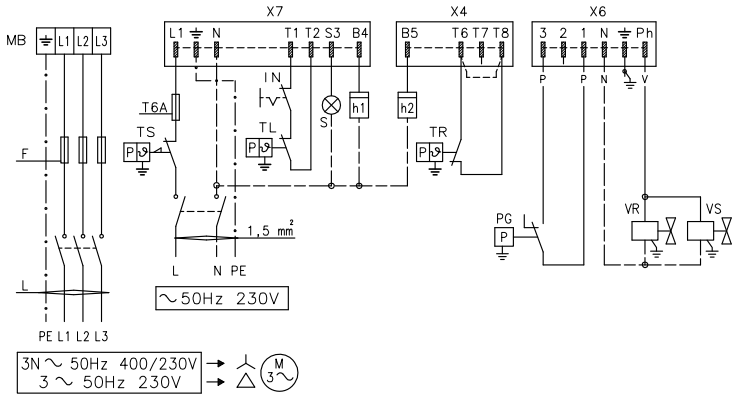 X7 X4 X6
MB L1 L2 L3
L1 N T1 T2 S3 B4
B5 T6 T7 T8
3 2 1 N Ph
P P N V
IN
T6A
h1 h2
S
TS TL TR
P ϑ P ϑ P ϑ
F
PG
P
VR VS
1,5 mm²
L
L N PE
~ 50Hz 230V
PE L1 L2 L3
3N ~ 50Hz 400/230V
3 ~ 50Hz 230V
M
3~